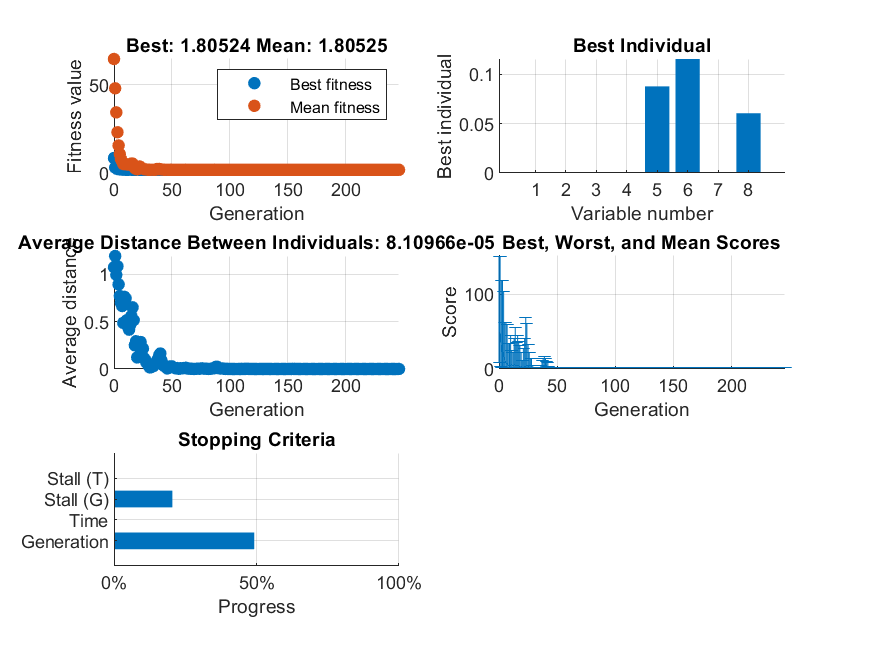 Best: 1.80524 Mean: 1.80525
Fitness value
50
0
Best fitness
Mean fitness
0 50 100 150 200
Generation
Best Individual
Best individual
0.1
0.05
0
1 2 3 4 5 6 7 8
Variable number
Average Distance Between Individuals: 8.10966e-05
Average distance
1
0.5
0
0 50 100 150 200
Generation
Best, Worst, and Mean Scores
Score
100
0
0 50 100 150 200
Generation
Stopping Criteria
Stall (T)
Stall (G)
Time
Generation
0% 50% 100%
Progress